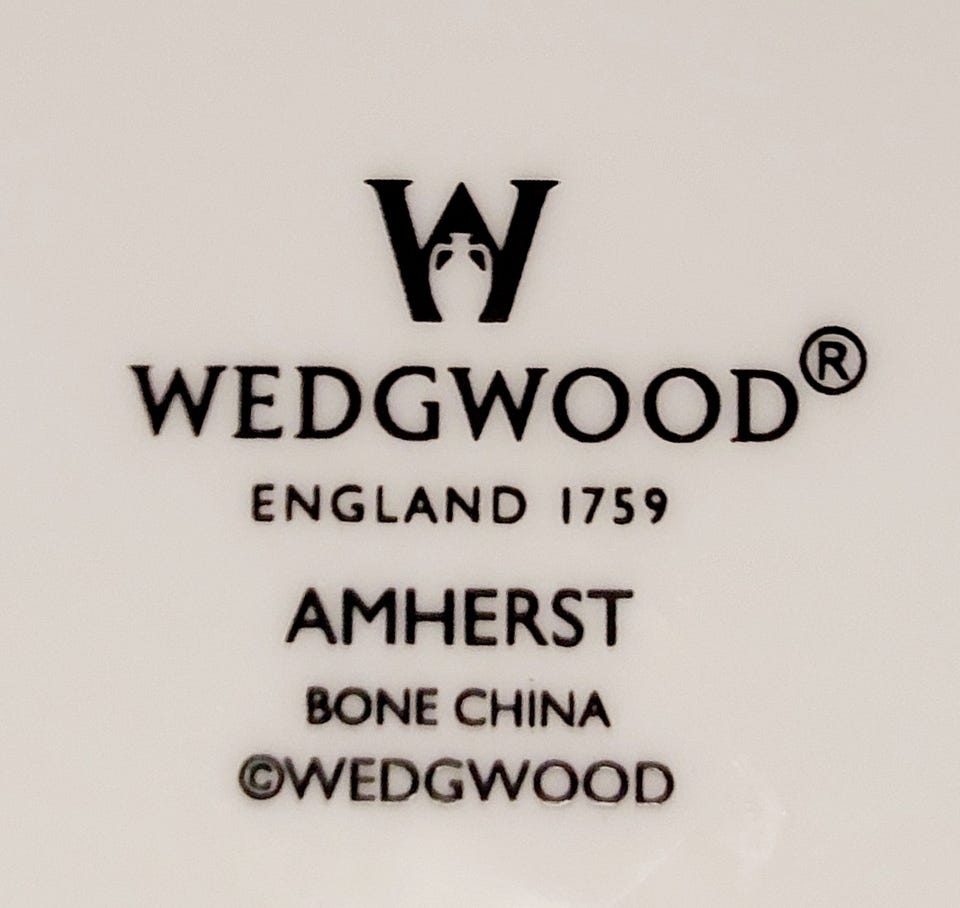 W
WEDGWOOD®
ENGLAND 1759
AMHERST
BONE CHINA
©WEDGWOOD